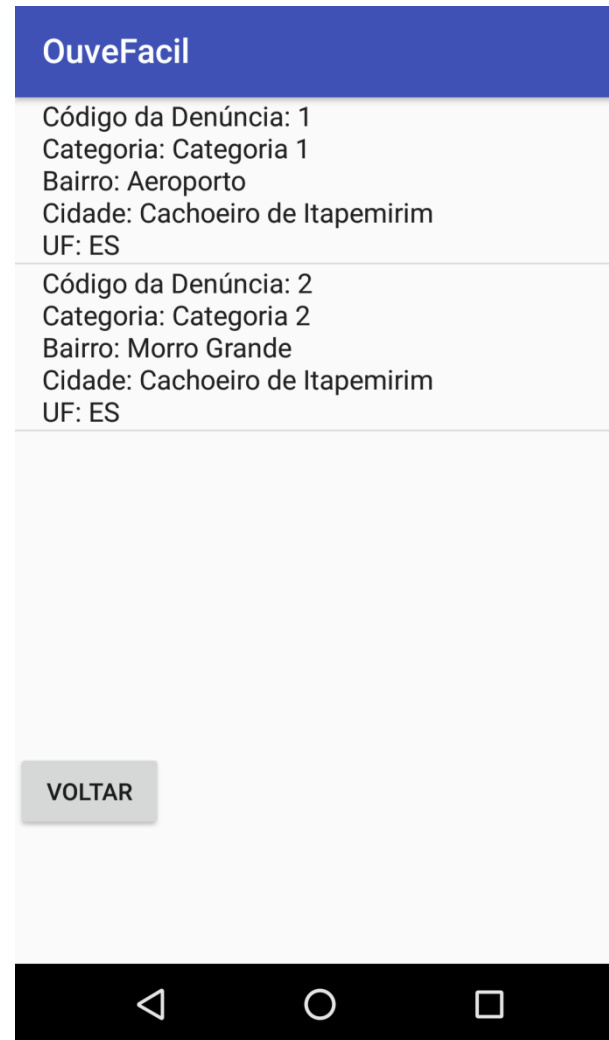 OuveFacil
Código da Denúncia: 1
Categoria: Categoria 1
Bairro: Aeroporto
Cidade: Cachoeiro de Itapemirim
UF: ES
Código da Denúncia: 2
Categoria: Categoria 2
Bairro: Morro Grande
Cidade: Cachoeiro de Itapemirim
UF: ES
VOLTAR